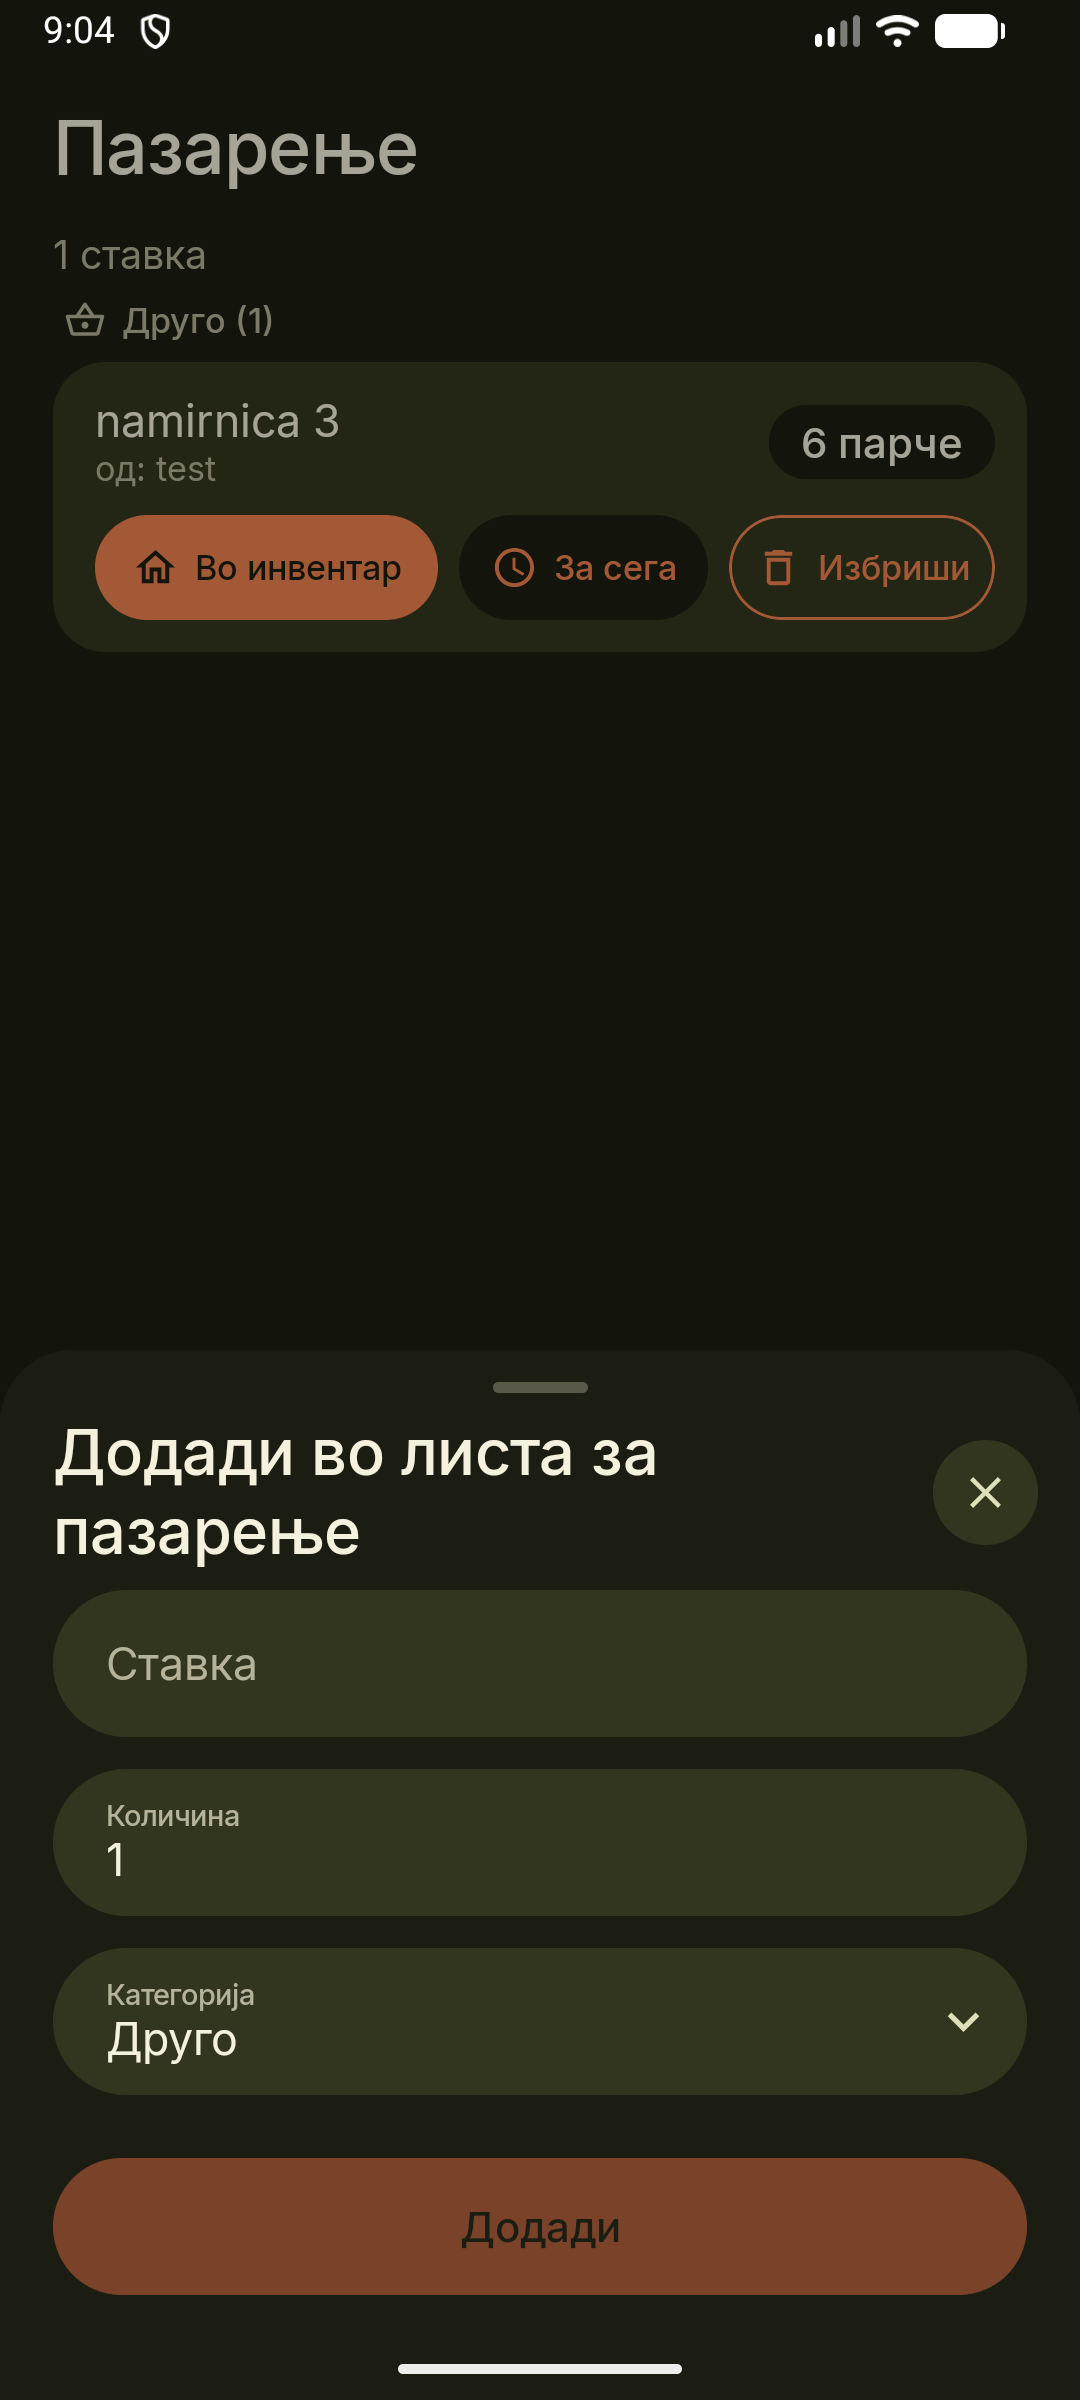 9:04
Пазарење
1 ставка
Друго (1)
namirnica 3
од: test
6 парче
Во инвентар
За сега
Избриши
Додади во листа за
пазарење
Ставка
Количина
1
Категорија
Друго
Додади